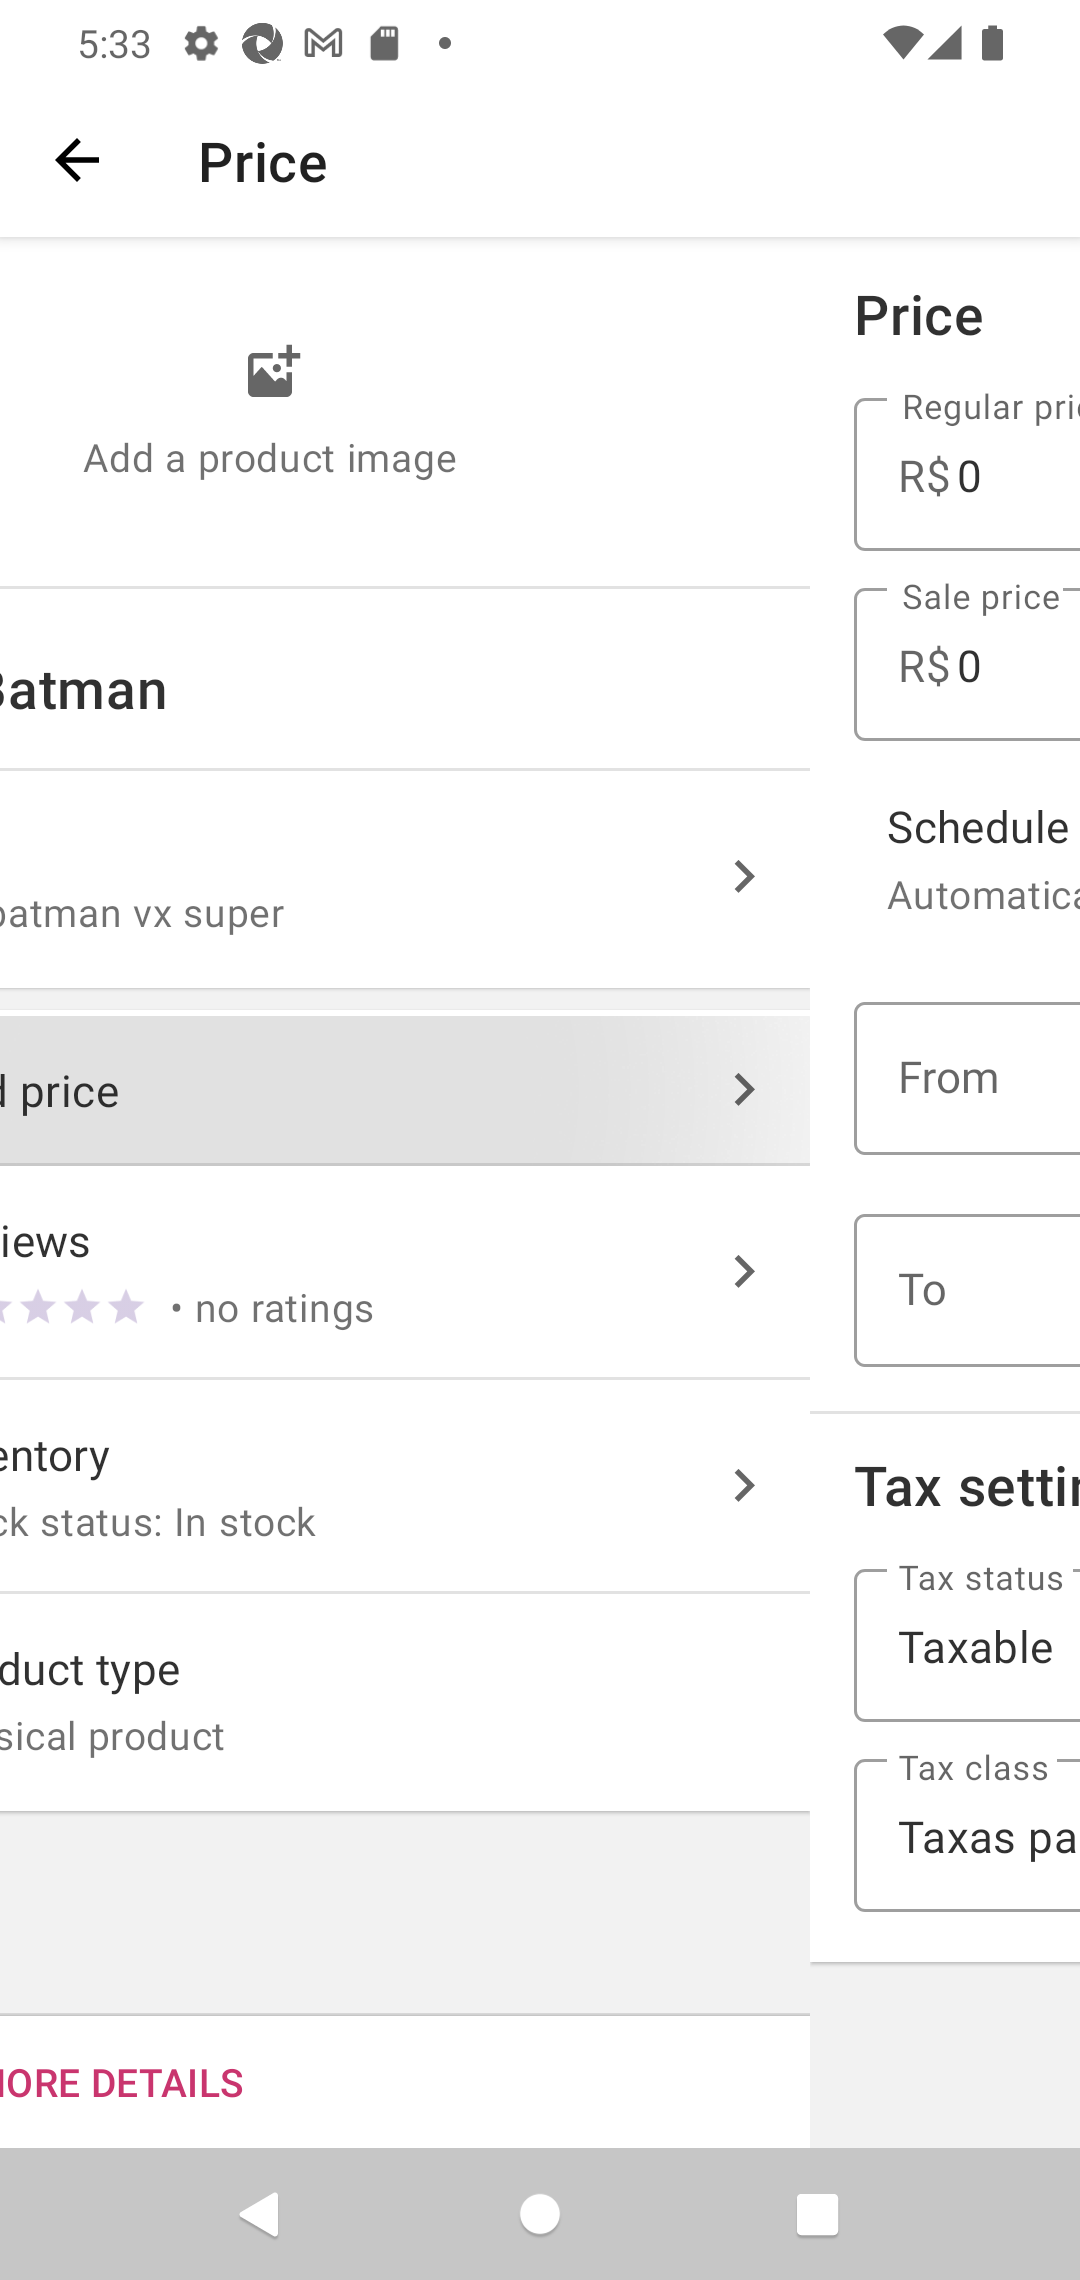 5:33
Price
Add a product image
Batman
batman vx super
d price
iews
• no ratings
entory
ck status: In stock
duct type
sical product
MORE DETAILS
Price
Regular pri
R$ 0
Sale price
R$ 0
Schedule
Automatica
From
To
Tax setti
Tax status
Taxable
Tax class
Taxas pa